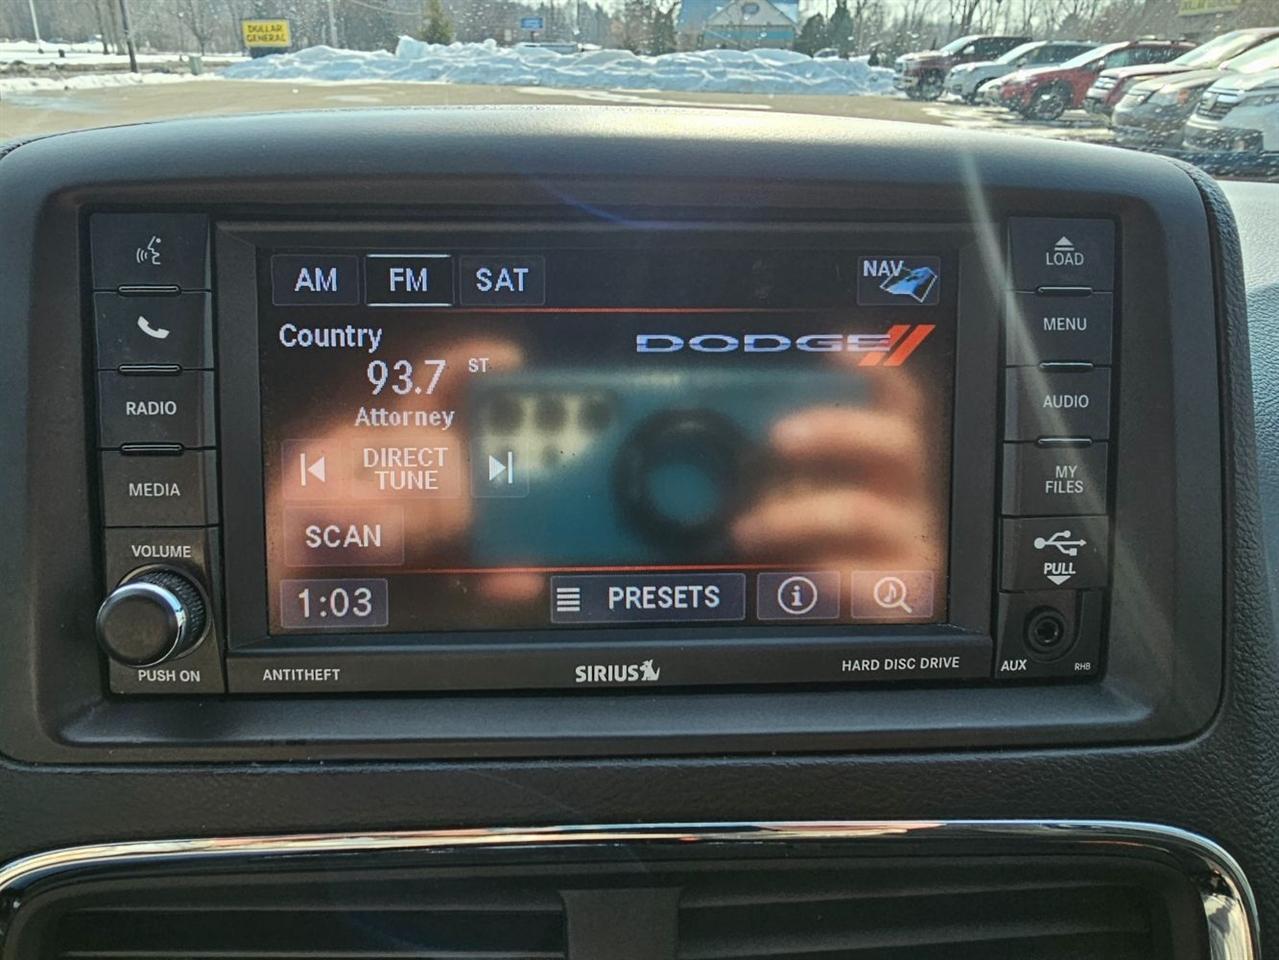 DOLLAR
GENERAL
LOAD
AM
FM
SAT
NAV
Country
DODGE
93.7
ST
Attorney
DIRECT
TUNE
SCAN
1:03
PRESETS
i
RADIO
MEDIA
VOLUME
PUSH ON
MENU
AUDIO
MY
FILES
PULL
AUX
RHB
ANTITHEFT
SIRIUS
HARD DISC DRIVE